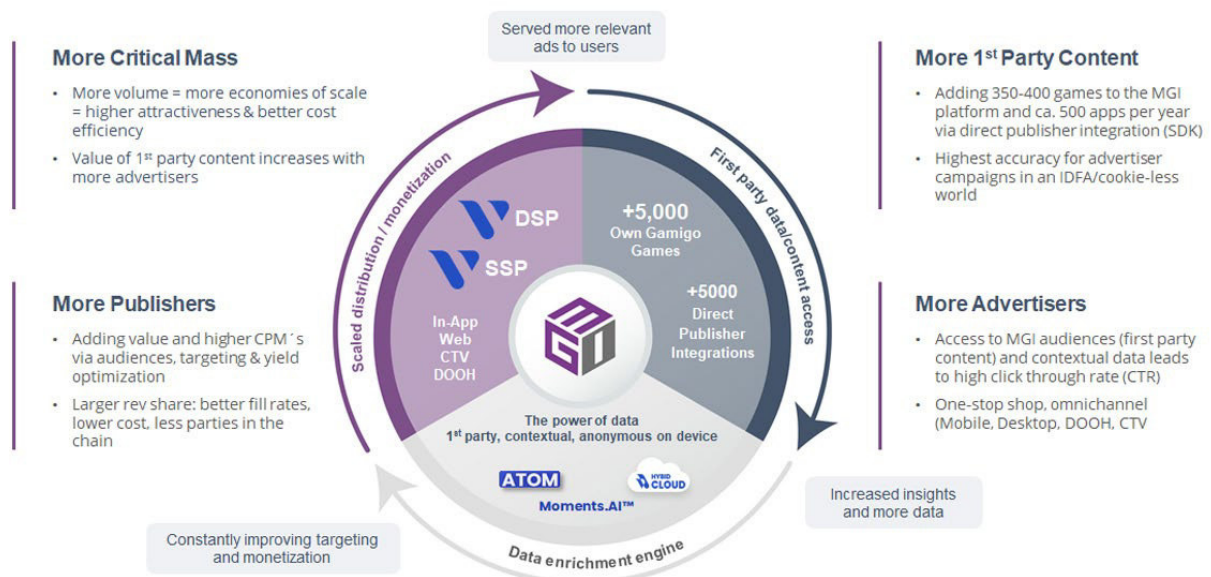 Served more relevant
ads to users
More Critical Mass
• More volume = more economies of scale
= higher attractiveness & better cost
efficiency
• Value of 1st party content increases with
more advertisers
More 1st Party Content
• Adding 350-400 games to the MGI
platform and ca. 500 apps per year
via direct publisher integration (SDK)
• Highest accuracy for advertiser
campaigns in an IDFA/cookie-less
world
Scaled distribution / monetization
First party data/content access
DSP
SSP
In-App
Web
CTV
DOOH
+5,000
Own Gamigo
Games
+5000
Direct
Publisher
Integrations
MGI
More Publishers
• Adding value and higher CPM´s
via audiences, targeting & yield
optimization
• Larger rev share: better fill rates,
lower cost, less parties in the
chain
More Advertisers
• Access to MGI audiences (first party
content) and contextual data leads
to high click through rate (CTR)
• One-stop shop, omnichannel
(Mobile, Desktop, DOOH, CTV
The power of data
1st party, contextual, anonymous on device
ATOM
HYBID
CLOUD
Moments.AI™
Increased insights
and more data
Constantly improving targeting
and monetization
Data enrichment engine